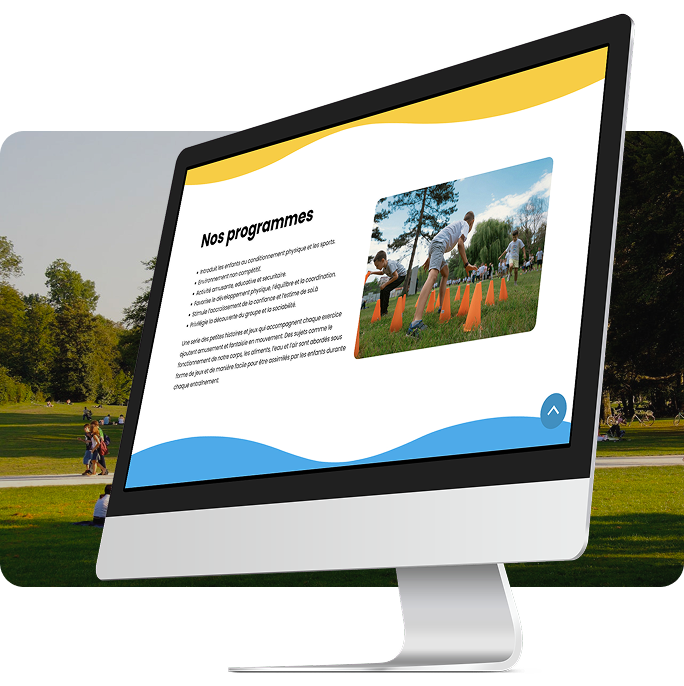 Nos programmes
• Introduit les enfants au conditionnement physique et les sports.
• Environnement non compétitif.
• Activité amusante, éducative et sécuritaire.
• Favorise le développement physique, l'équilibre et la coordination.
• Stimule l'accroissement de la confiance et l'estime de soi.à
• Privilégie la découverte du groupe et la sociabilité.
Une serie des petites histoires et jeux qui accompagnent chaque exercice
ajoutent amusement et fantaisie en mouvement. Des sujets comme le
fonctionnement de notre corps, les aliments, l'eau et l'air sont abordés sous
forme de jeux et de manière facile pour être assimilés par les enfants durante
chaque entraînement.